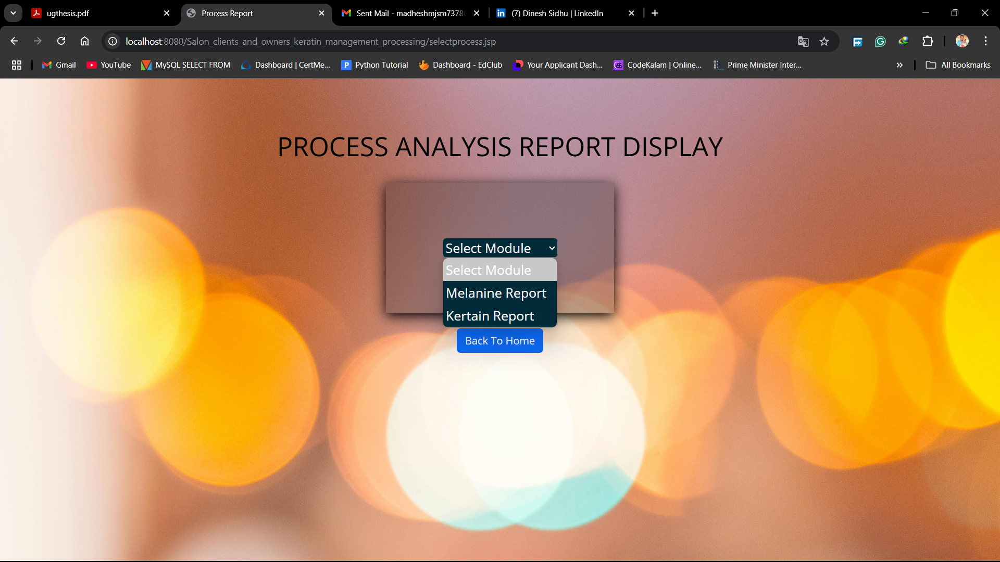 ugthesis.pdf
Process Report
Sent Mail - madheshmjsm7378
(7) Dinesh Sidhu | LinkedIn
localhost:8080/Salon_clients_and_owners_keratin_management_processing/selectprocess.jsp
Gmail
YouTube
MySQL SELECT FROM
Dashboard | CertMe...
Python Tutorial
Dashboard - EdClub
Your Applicant Dash...
CodeKalam | Online...
Prime Minister Inter...
All Bookmarks
PROCESS ANALYSIS REPORT DISPLAY
Select Module
Select Module
Melanine Report
Kertain Report
Back To Home